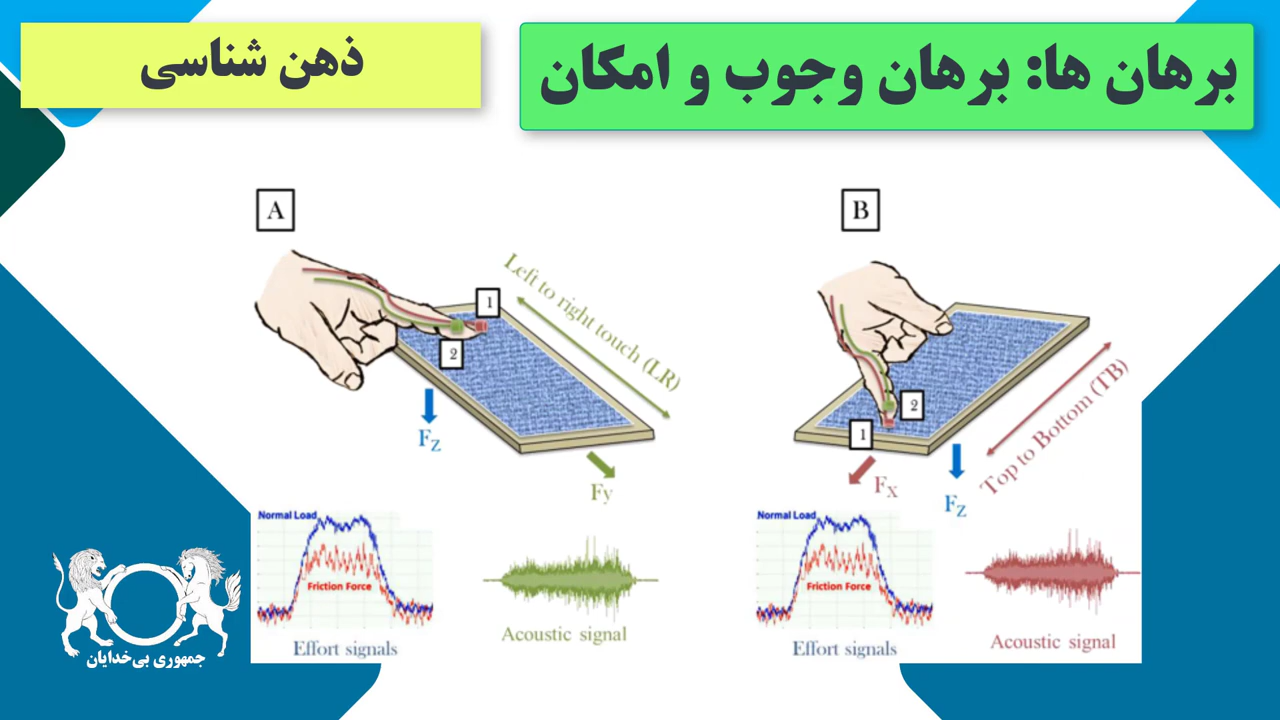 برهان ها: برهان وجوب و امکان
ذهن شناسی
A
1
2
Left to right touch (LR)
FZ
Fy
Normal Load
Friction Force
Effort signals
Acoustic signal
B
2
1
Top to Bottom (TB)
FX
FZ
Normal Load
Friction Force
Effort signals
Acoustic signal
جمهوری بی‌خدایان